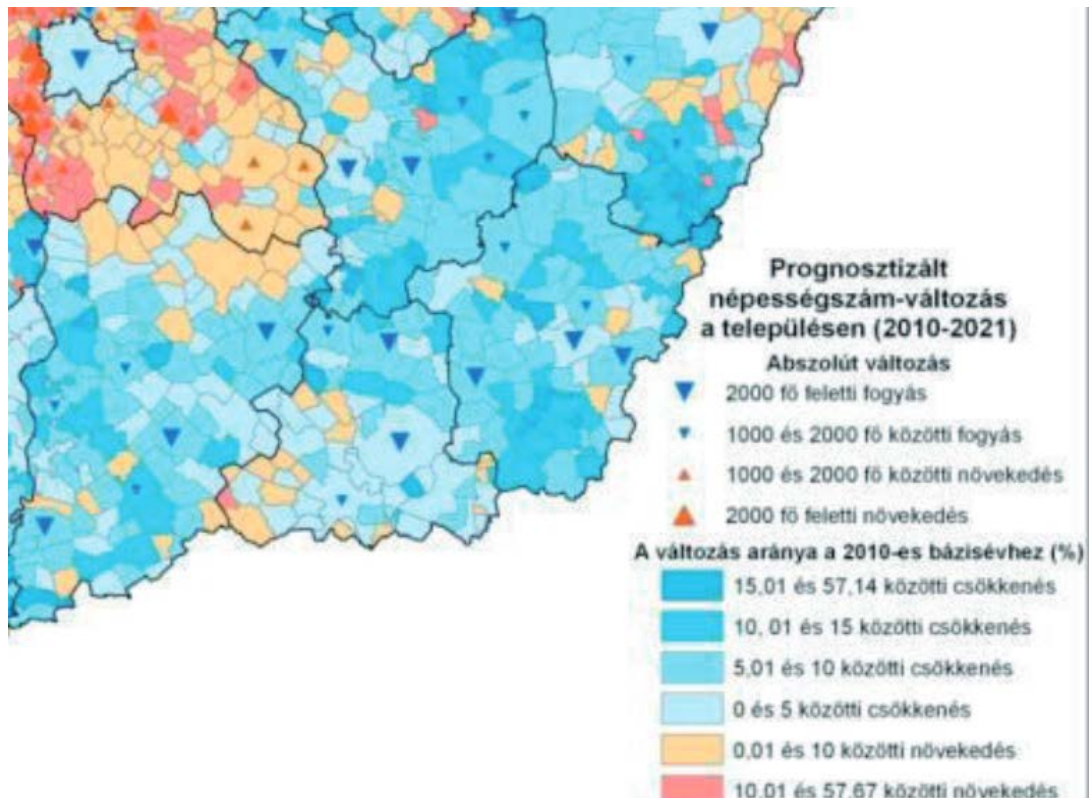 Prognosztizált
népességszám-változás
a településen (2010-2021)
Abszolút változás
2000 fő feletti fogyás
1000 és 2000 fő közötti fogyás
1000 és 2000 fő közötti növekedés
2000 fő feletti növekedés
A változás aránya a 2010-es bázisévhez (%)
15,01 és 57,14 közötti csökkenés
10, 01 és 15 közötti csökkenés
5,01 és 10 közötti csökkenés
0 és 5 közötti csökkenés
0,01 és 10 közötti növekedés
10,01 és 57,67 közötti növekedés